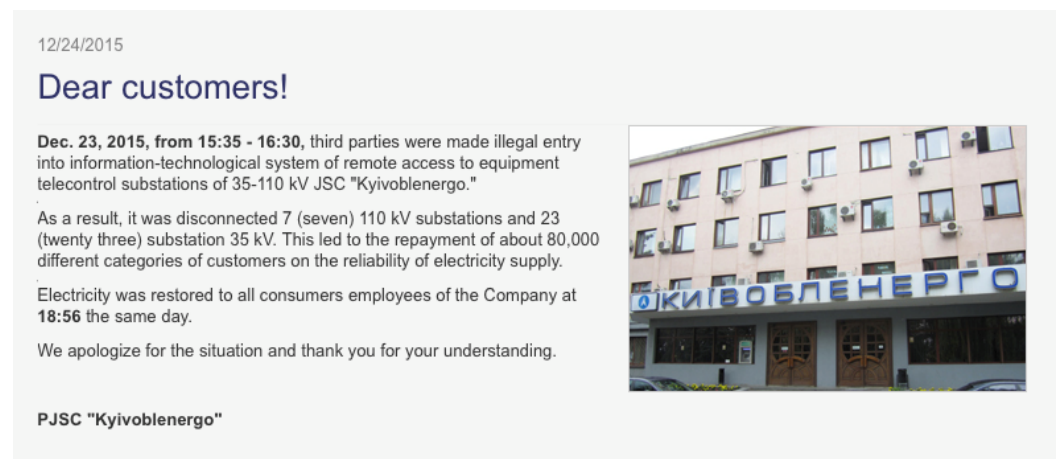 12/24/2015
Dear customers!
Dec. 23, 2015, from 15:35 - 16:30, third parties were made illegal entry
into information-technological system of remote access to equipment
telecontrol substations of 35-110 kV JSC "Kyivoblenergo."
As a result, it was disconnected 7 (seven) 110 kV substations and 23
(twenty three) substation 35 kV. This led to the repayment of about 80,000
different categories of customers on the reliability of electricity supply.
Electricity was restored to all consumers employees of the Company at
18:56 the same day.
We apologize for the situation and thank you for your understanding.
PJSC "Kyivoblenergo"
КИЇВОБЛЕНЕРГО